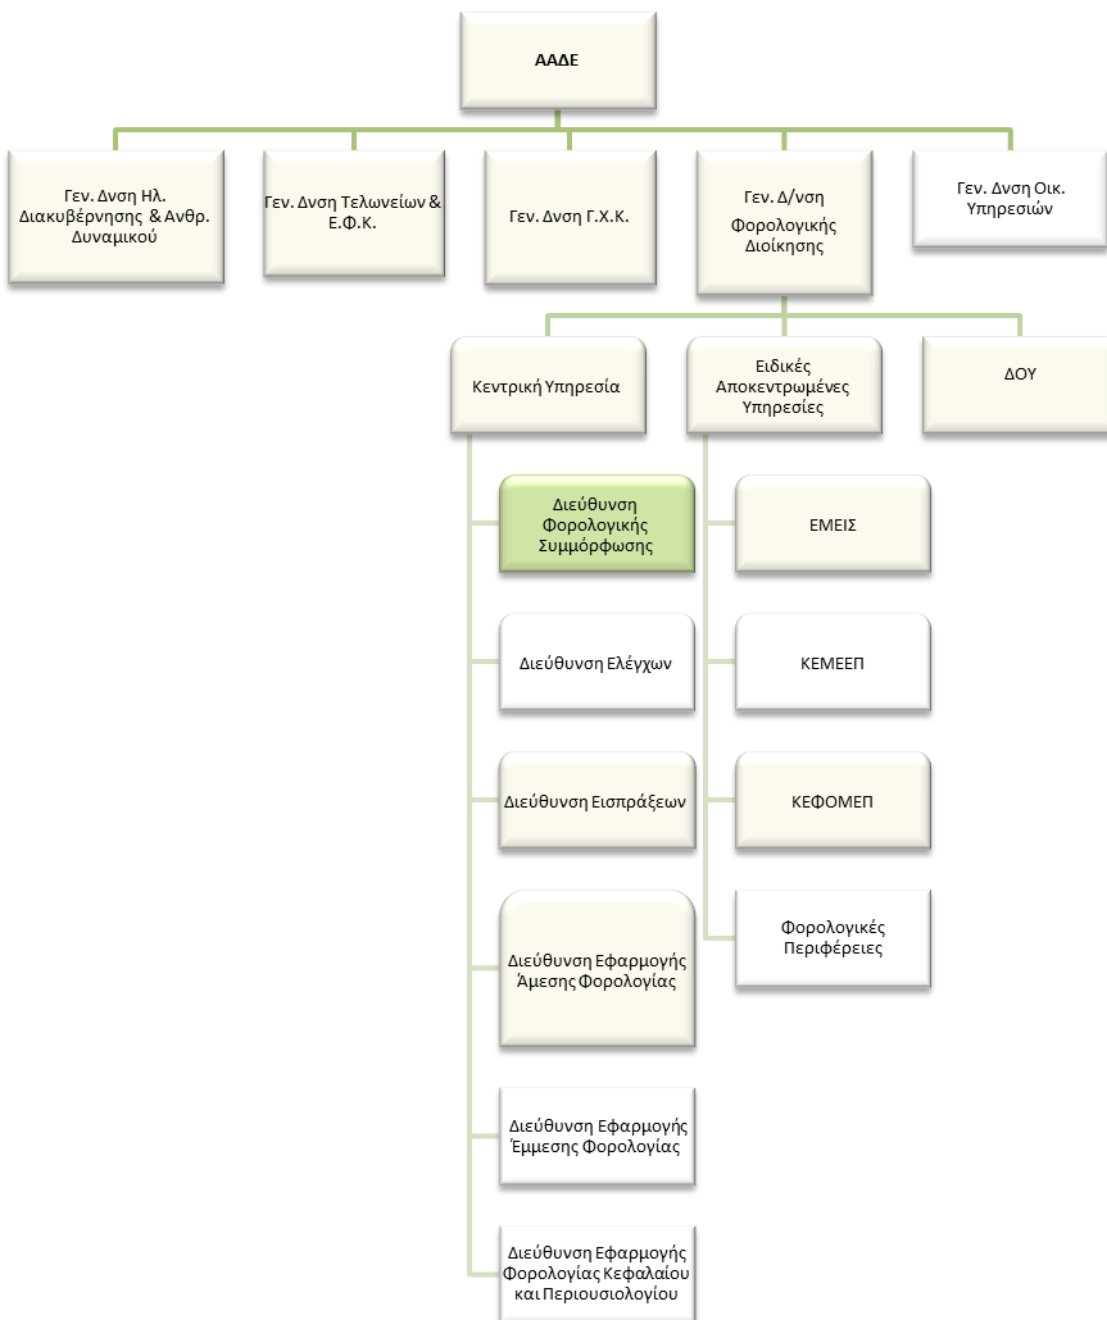 ΑΑΔΕ
Γεν. Δνση Ηλ.
Διακυβέρνησης & Ανθρ.
Δυναμικού
Γεν. Δνση Τελωνείων &
Ε.Φ.Κ.
Γεν. Δνση Γ.Χ.Κ.
Γεν. Δ/νση
Φορολογικής
Διοίκησης
Γεν. Δνση Οικ.
Υπηρεσιών
Κεντρική Υπηρεσία
Ειδικές
Αποκεντρωμένες
Υπηρεσίες
ΔΟΥ
Διεύθυνση
Φορολογικής
Συμμόρφωσης
ΕΜΕΙΣ
Διεύθυνση Ελέγχων
ΚΕΜΕΕΠ
Διεύθυνση Εισπράξεων
ΚΕΦΟΜΕΠ
Διεύθυνση Εφαρμογής
Άμεσης Φορολογίας
Φορολογικές
Περιφέρειες
Διεύθυνση Εφαρμογής
Έμμεσης Φορολογίας
Διεύθυνση Εφαρμογής
Φορολογίας Κεφαλαίου
και Περιουσιολογίου